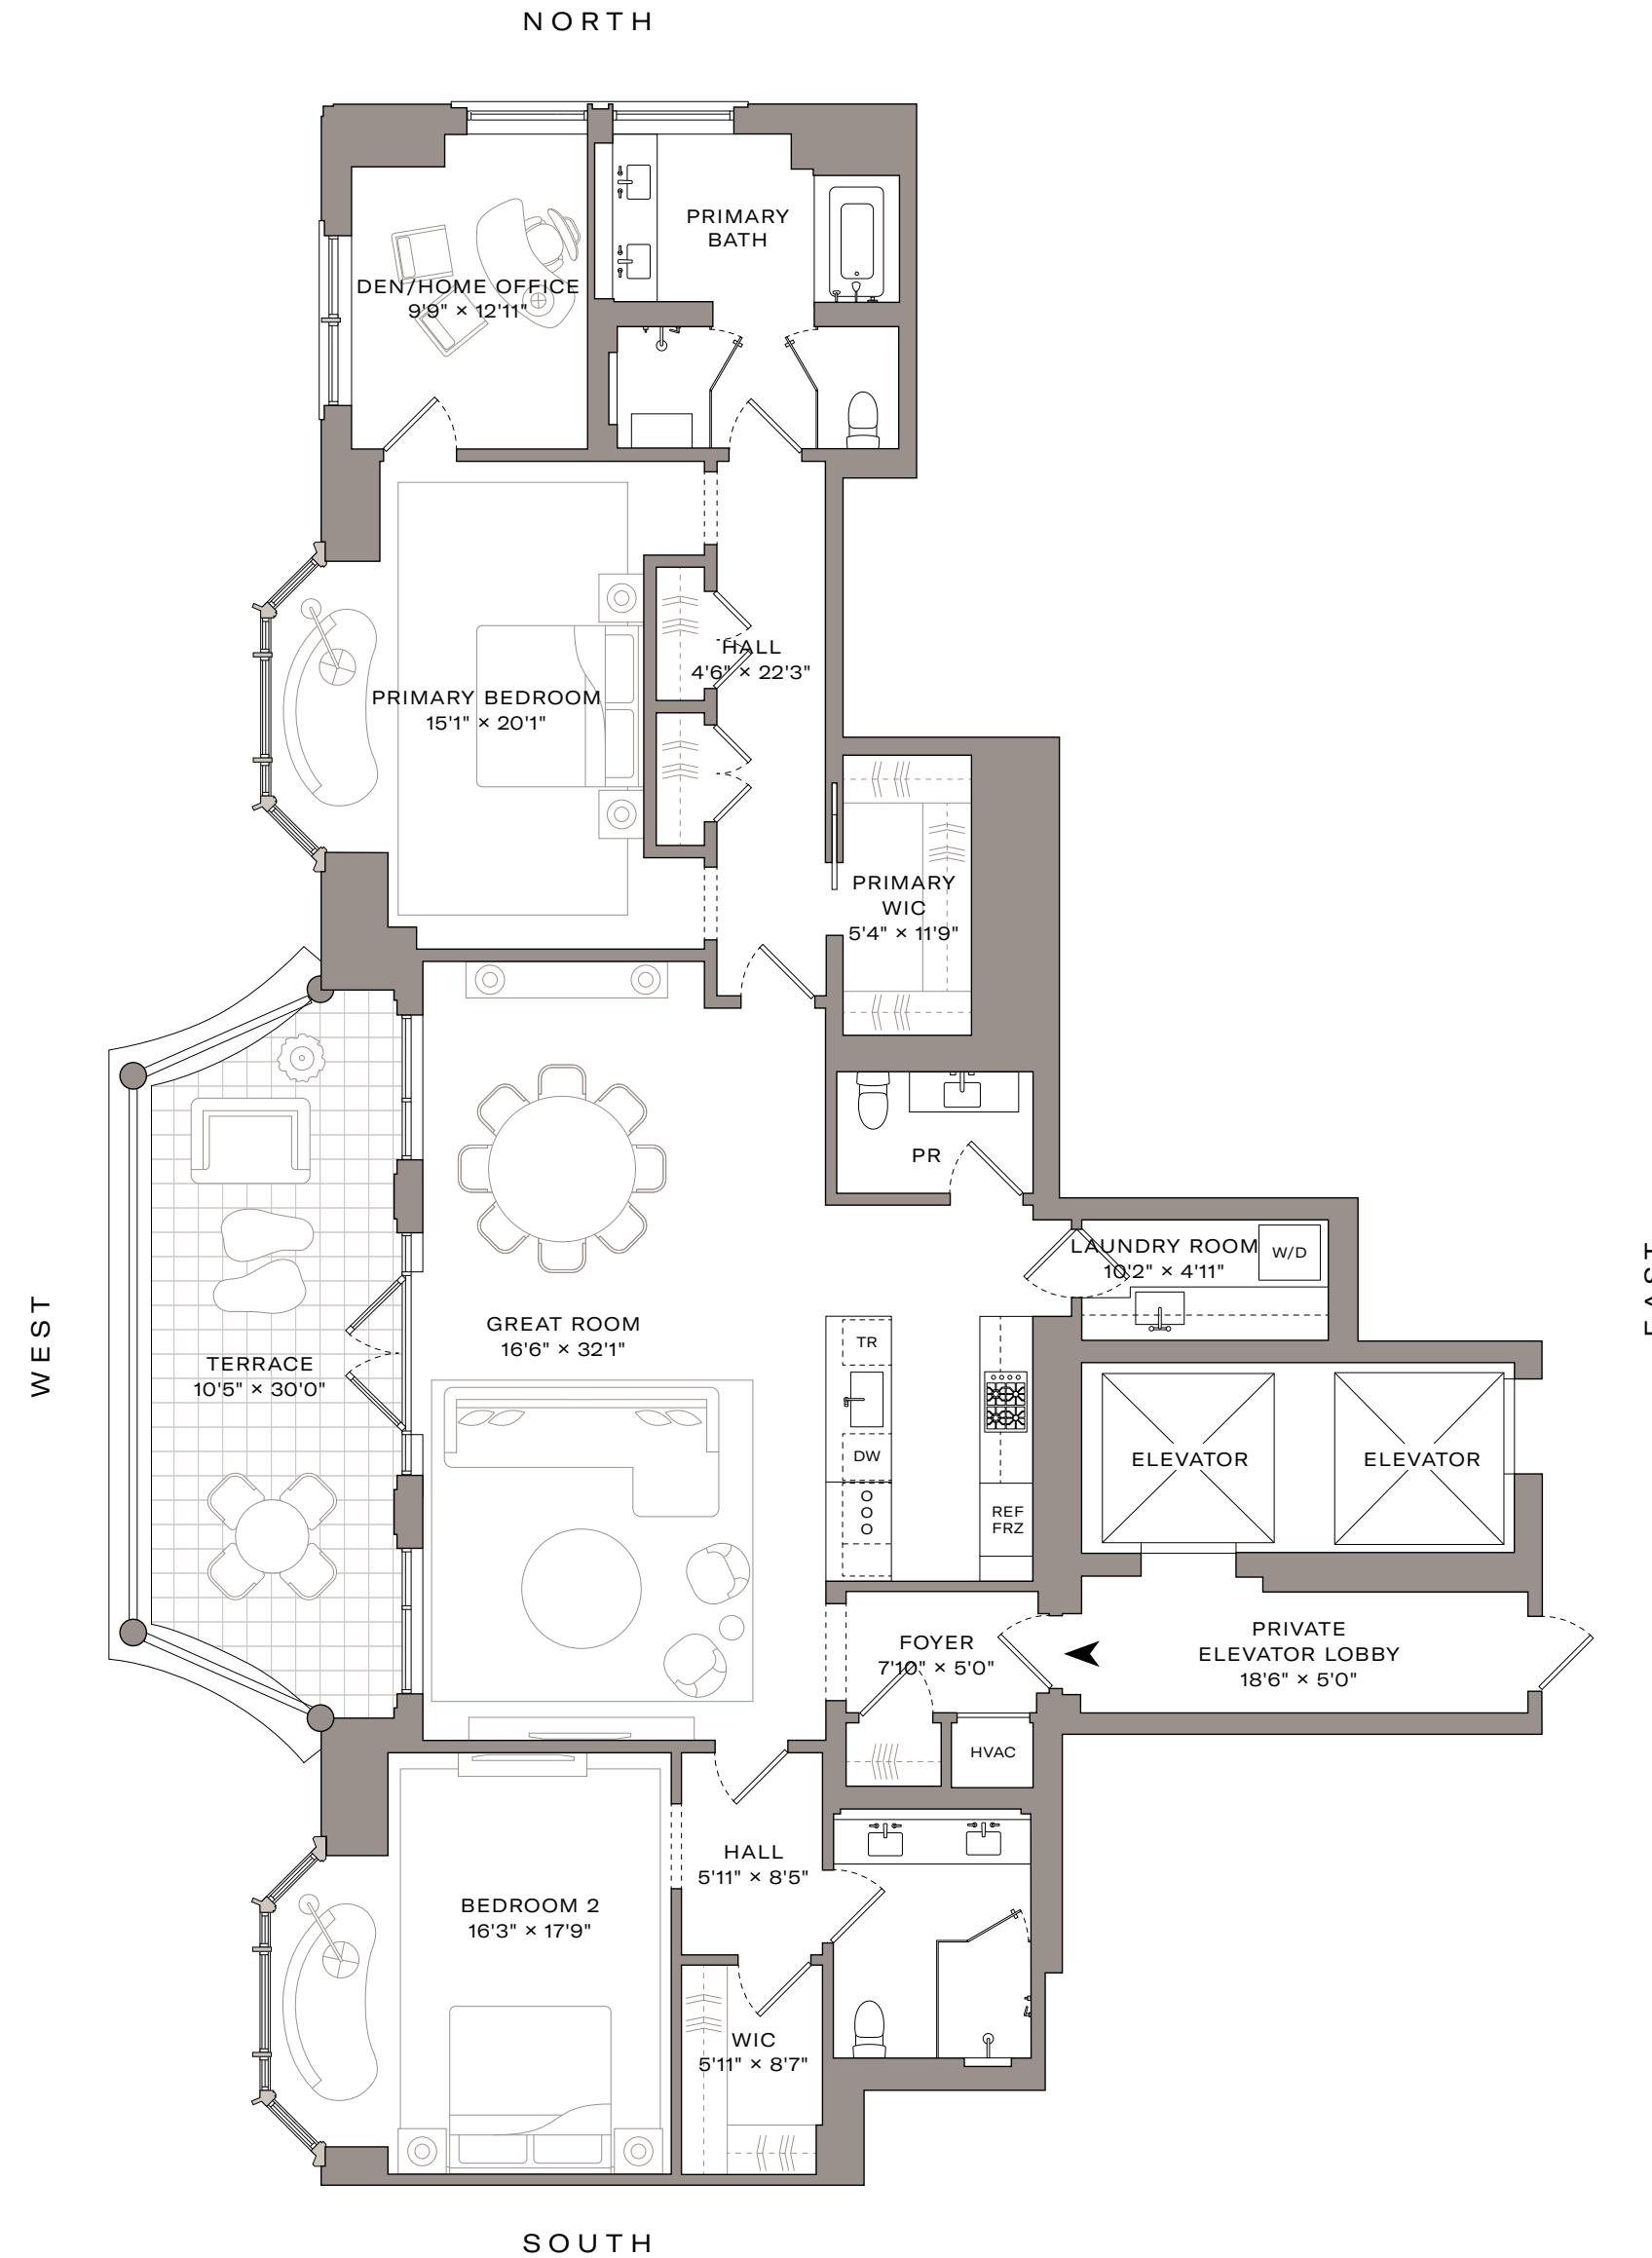 NORTH
PRIMARY
BATH
DEN/HOME OFFICE
9'9" × 12'11"
HALL
4'6" × 22'3"
PRIMARY BEDROOM
15'1" × 20'1"
PRIMARY
WIC
5'4" × 11'9"
PR
LAUNDRY ROOM
10'2" × 4'11"
W/D
WEST
EAST
GREAT ROOM
16'6" × 32'1"
TERRACE
10'5" × 30'0"
TR
DW
REF
FRZ
ELEVATOR
ELEVATOR
FOYER
7'10" × 5'0"
PRIVATE
ELEVATOR LOBBY
18'6" × 5'0"
HVAC
HALL
5'11" × 8'5"
BEDROOM 2
16'3" × 17'9"
WIC
5'11" × 8'7"
SOUTH